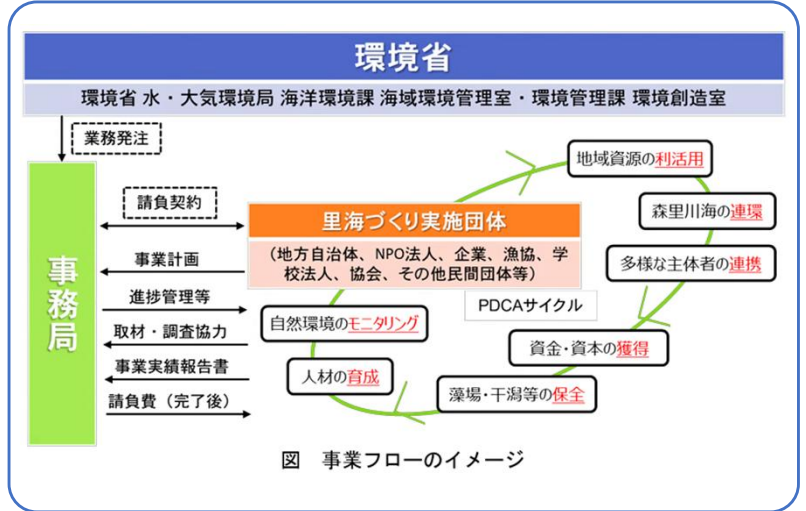 環境省
環境省 水・大気環境局 海洋環境課 海域環境管理室・環境管理課 環境創造室
業務発注
事務局
請負契約
事業計画
進捗管理等
取材・調査協力
事業実績報告書
請負費（完了後）
里海づくり実施団体
（地方自治体、NPO法人、企業、漁協、学
校法人、協会、その他民間団体等）
PDCAサイクル
地域資源の利活用
森里川海の連環
多様な主体者の連携
資金・資本の獲得
藻場・干潟等の保全
人材の育成
自然環境のモニタリング
図　事業フローのイメージ